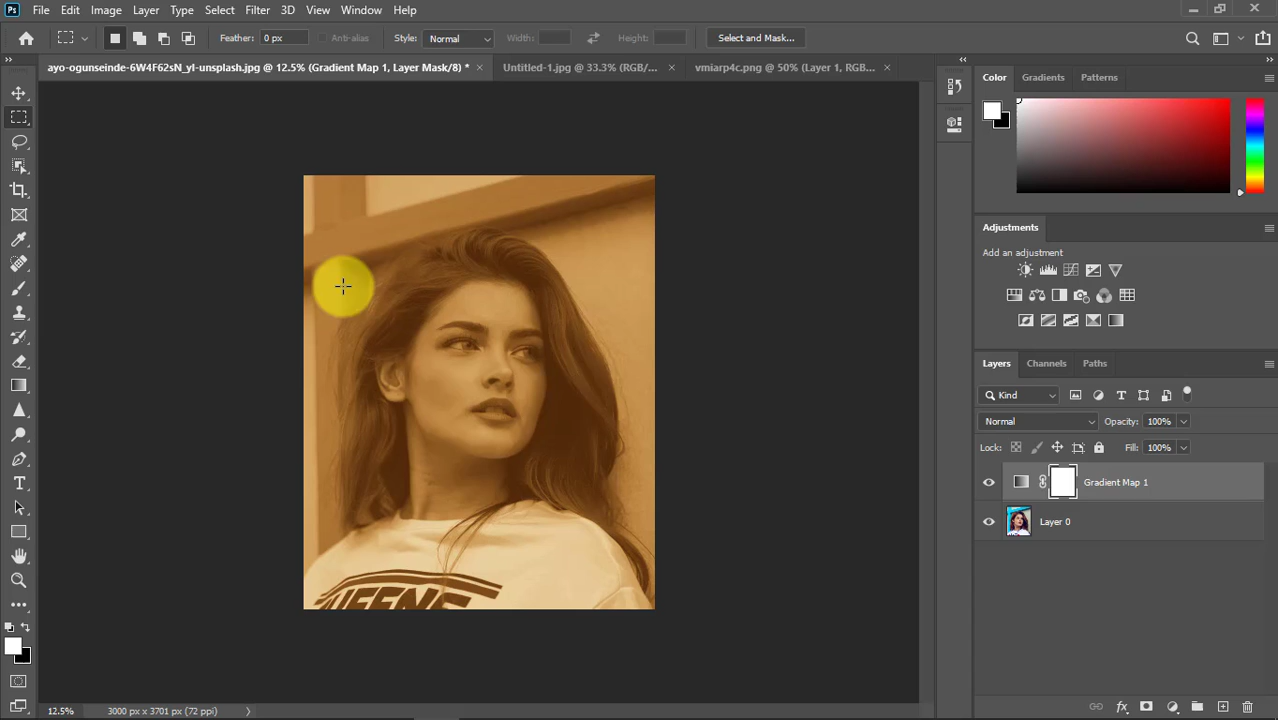 Ps File Edit Image Layer Type Select Filter 3D View Window Help
Feather: 0 px Anti-alias Style: Normal Width: Height: Select and Mask...
ayo-ogunseinde-6W4F62sN_yI-unsplash.jpg @ 12.5% (Gradient Map 1, Layer Mask/8) * Untitled-1.jpg @ 33.3% (RGB/... vmiarp4c.png @ 50% (Layer 1, RGB...
Color Gradients Patterns
Adjustments
Add an adjustment
Layers Channels Paths
Kind
Normal Opacity: 100%
Lock: Fill: 100%
Gradient Map 1
Layer 0
QUEENS
12.5% 3000 px x 3701 px (72 ppi)